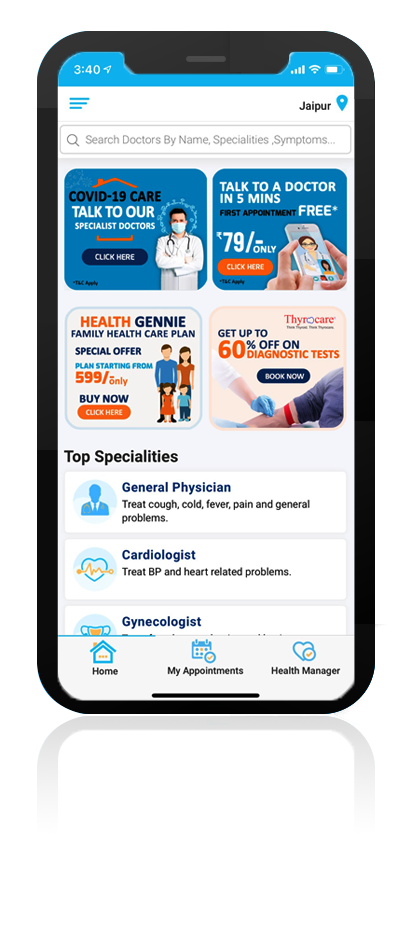 3:40
Jaipur
Search Doctors By Name, Specialities ,Symptoms...
COVID-19 CARE
TALK TO OUR
SPECIALIST DOCTORS
CLICK HERE
*T&C Apply
TALK TO A DOCTOR
IN 5 MINS
FIRST APPOINTMENT FREE*
₹79/- ONLY
CLICK HERE
*T&C Apply
HEALTH GENNIE
FAMILY HEALTH CARE PLAN
SPECIAL OFFER
PLAN STARTING FROM
599/- only
BUY NOW
CLICK HERE
Thyrocare
Think Thyroid. Think Thyrocare.
GET UP TO
60% OFF ON
DIAGNOSTIC TESTS
BOOK NOW
Top Specialities
General Physician
Treat cough, cold, fever, pain and general
problems.
Cardiologist
Treat BP and heart related problems.
Gynecologist
Home
My Appointments
Health Manager